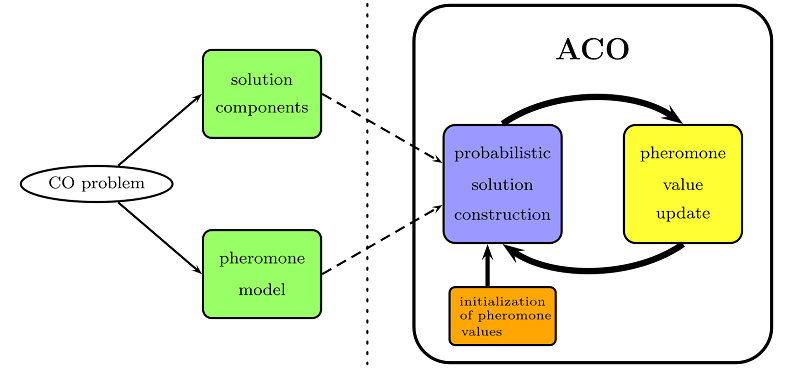 ACO
solution
components
CO problem
pheromone
model
probabilistic
solution
construction
pheromone
value
update
initialization
of pheromone
values